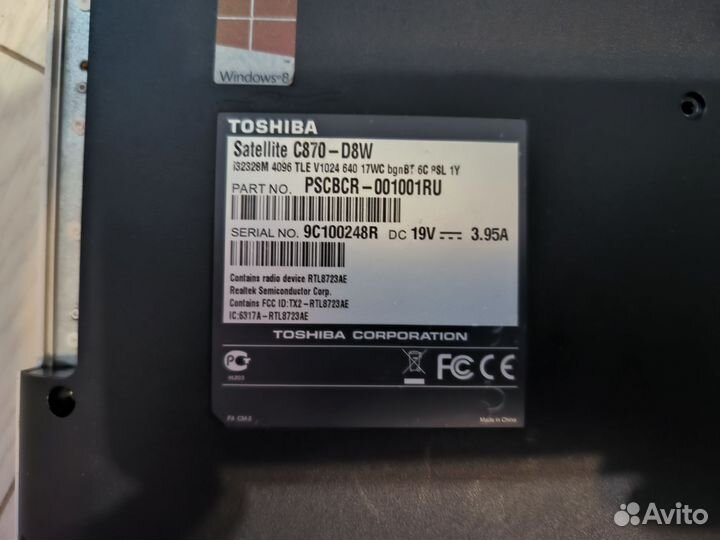 Windows 8
TOSHIBA
Satellite C870-D8W
i32328M 4096 TLE V1024 640 17WC bgnBT 6C PSL 1Y
PART NO. PSCBCR-001001RU
SERIAL NO. 9C100248R DC 19V 3.95A
Contains radio device RTL8723AE
Realtek Semiconductor Corp.
Contains FCC ID:TX2-RTL8723AE
IC:6317A-RTL8723AE
TOSHIBA CORPORATION
FC CE
Made in China
Avito